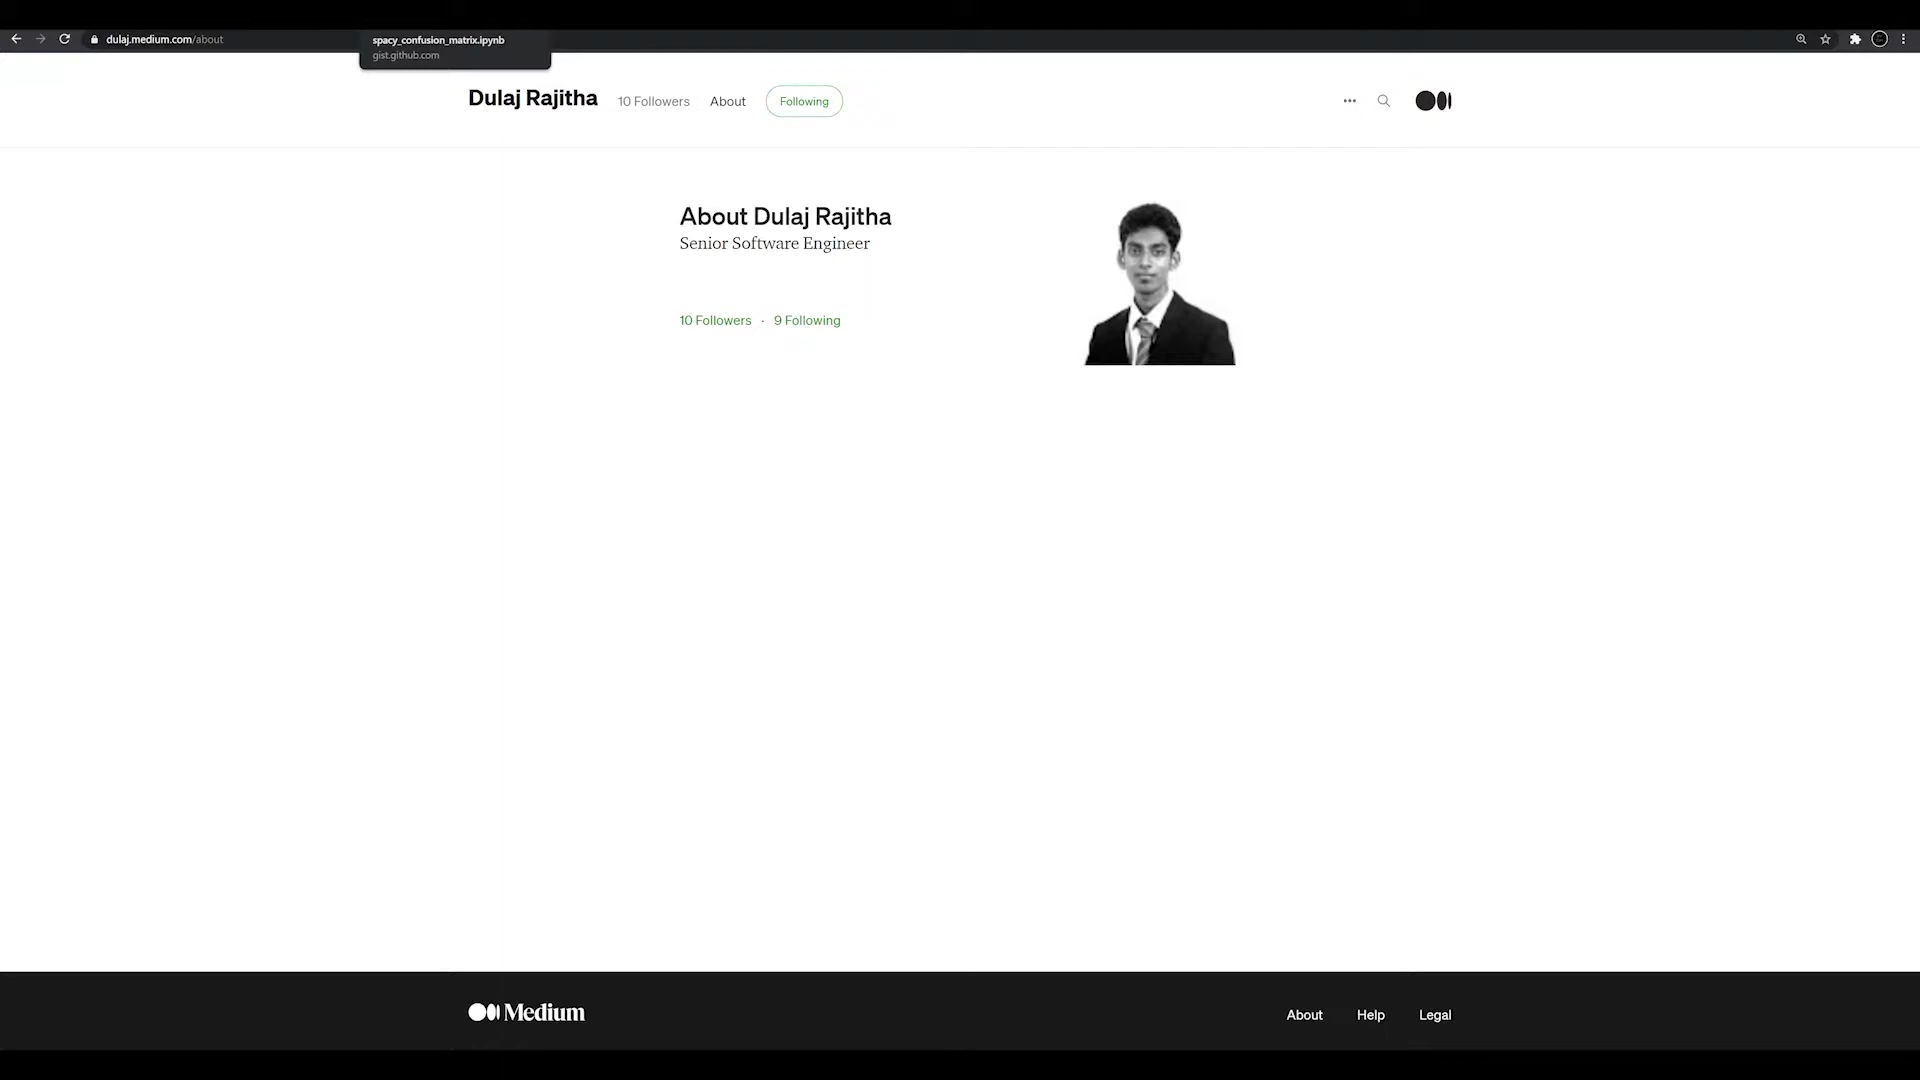 dulaj.medium.com/about
spacy_confusion_matrix.ipynb
gist.github.com
Dulaj Rajitha 10 Followers About Following
About Dulaj Rajitha
Senior Software Engineer
10 Followers · 9 Following
Medium About Help Legal